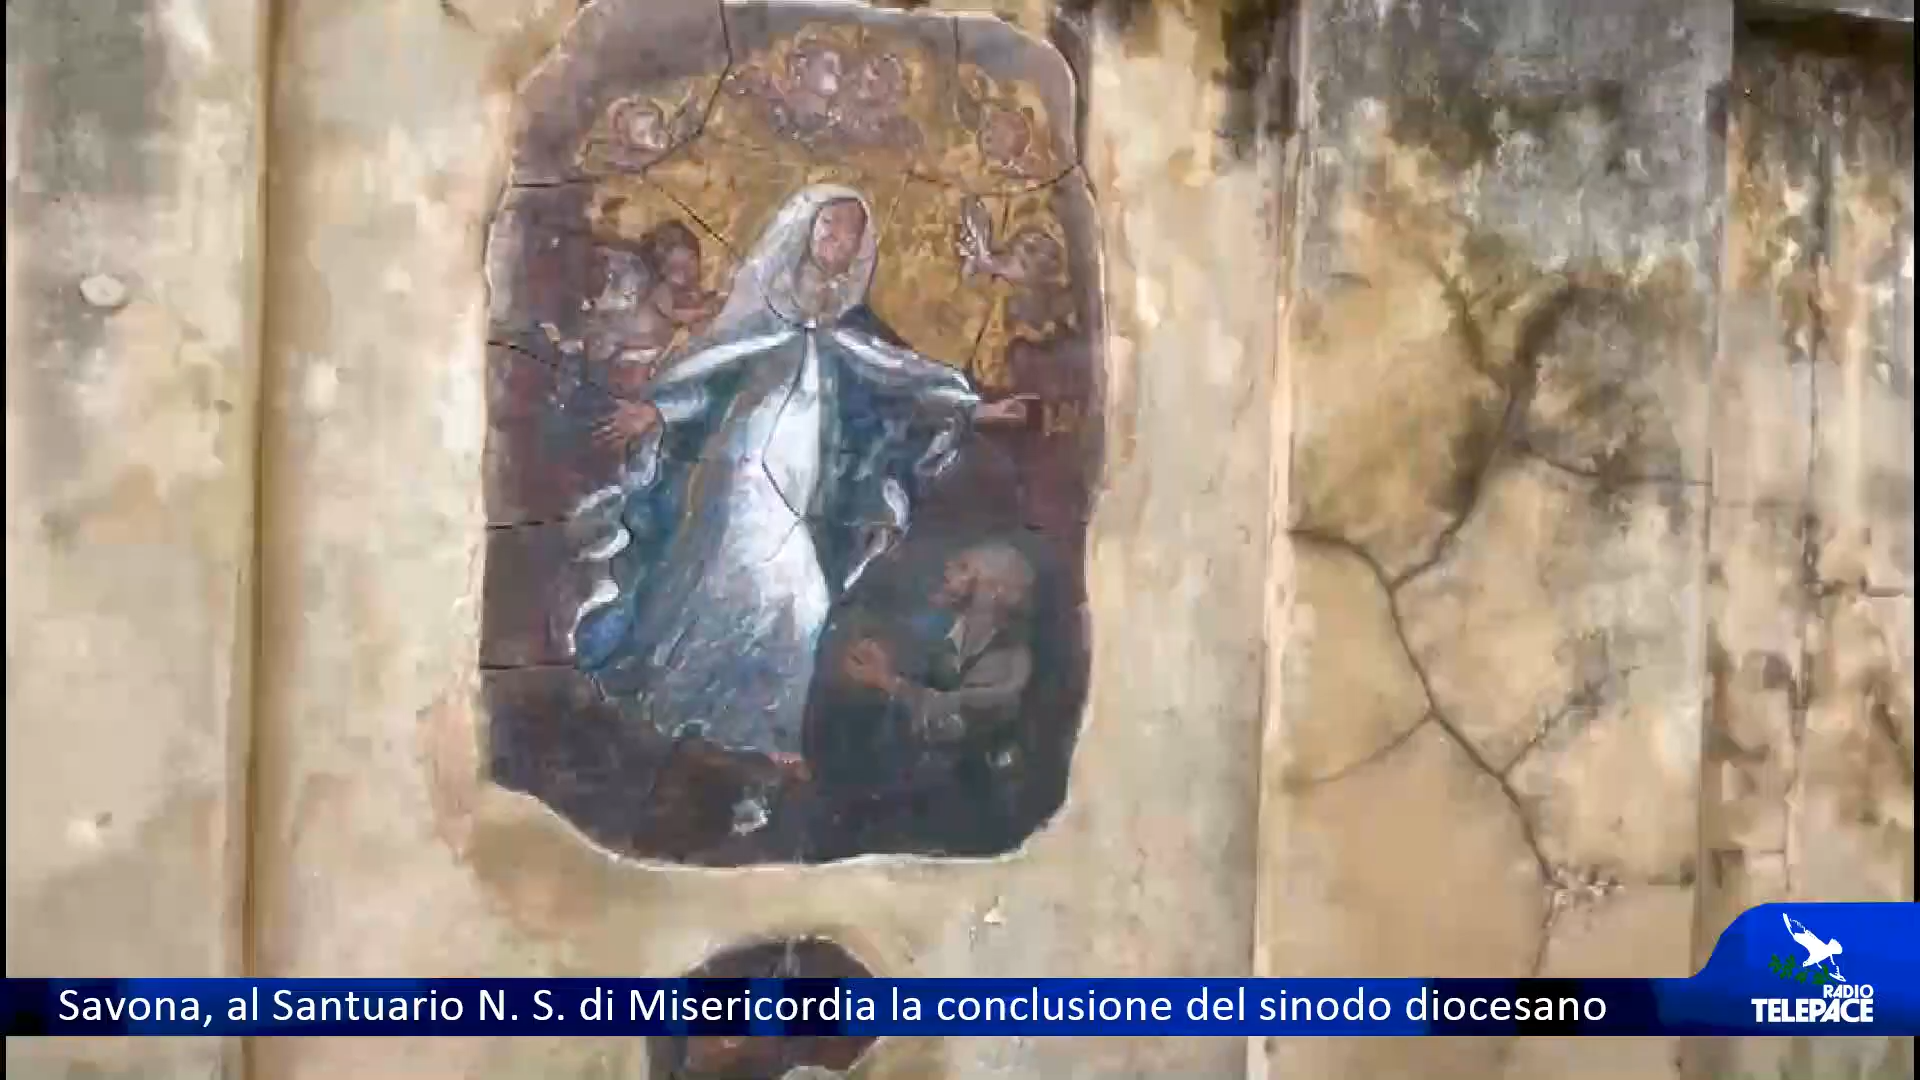 Savona, al Santuario N. S. di Misericordia la conclusione del sinodo diocesano
RADIO
TELEPACE